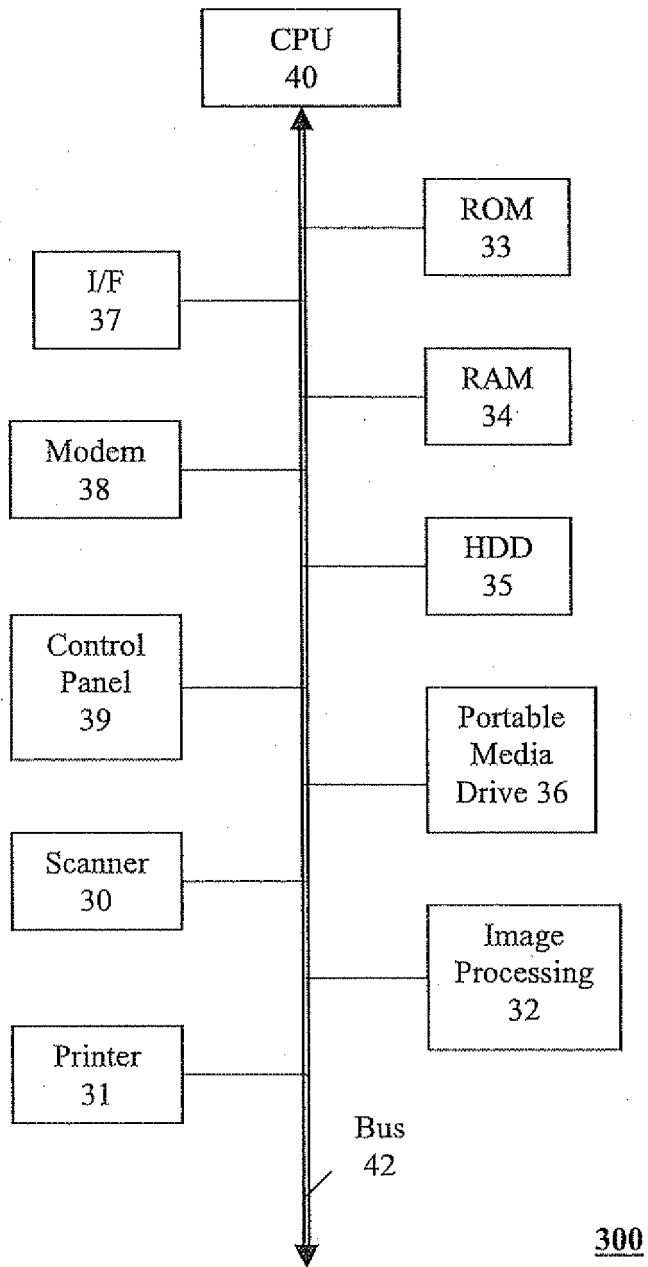 CPU
40
ROM
33
I/F
37
RAM
34
Modem
38
HDD
35
Control
Panel
39
Portable
Media
Drive 36
Scanner
30
Image
Processing
32
Printer
31
Bus
42
300